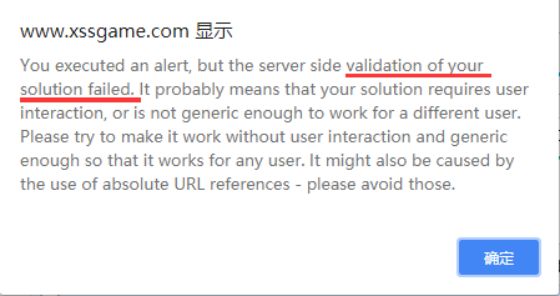 www.xssgame.com 显示
You executed an alert, but the server side validation of your
solution failed. It probably means that your solution requires user
interaction, or is not generic enough to work for a different user.
Please try to make it work without user interaction and generic
enough so that it works for any user. It might also be caused by
the use of absolute URL references - please avoid those.
确定